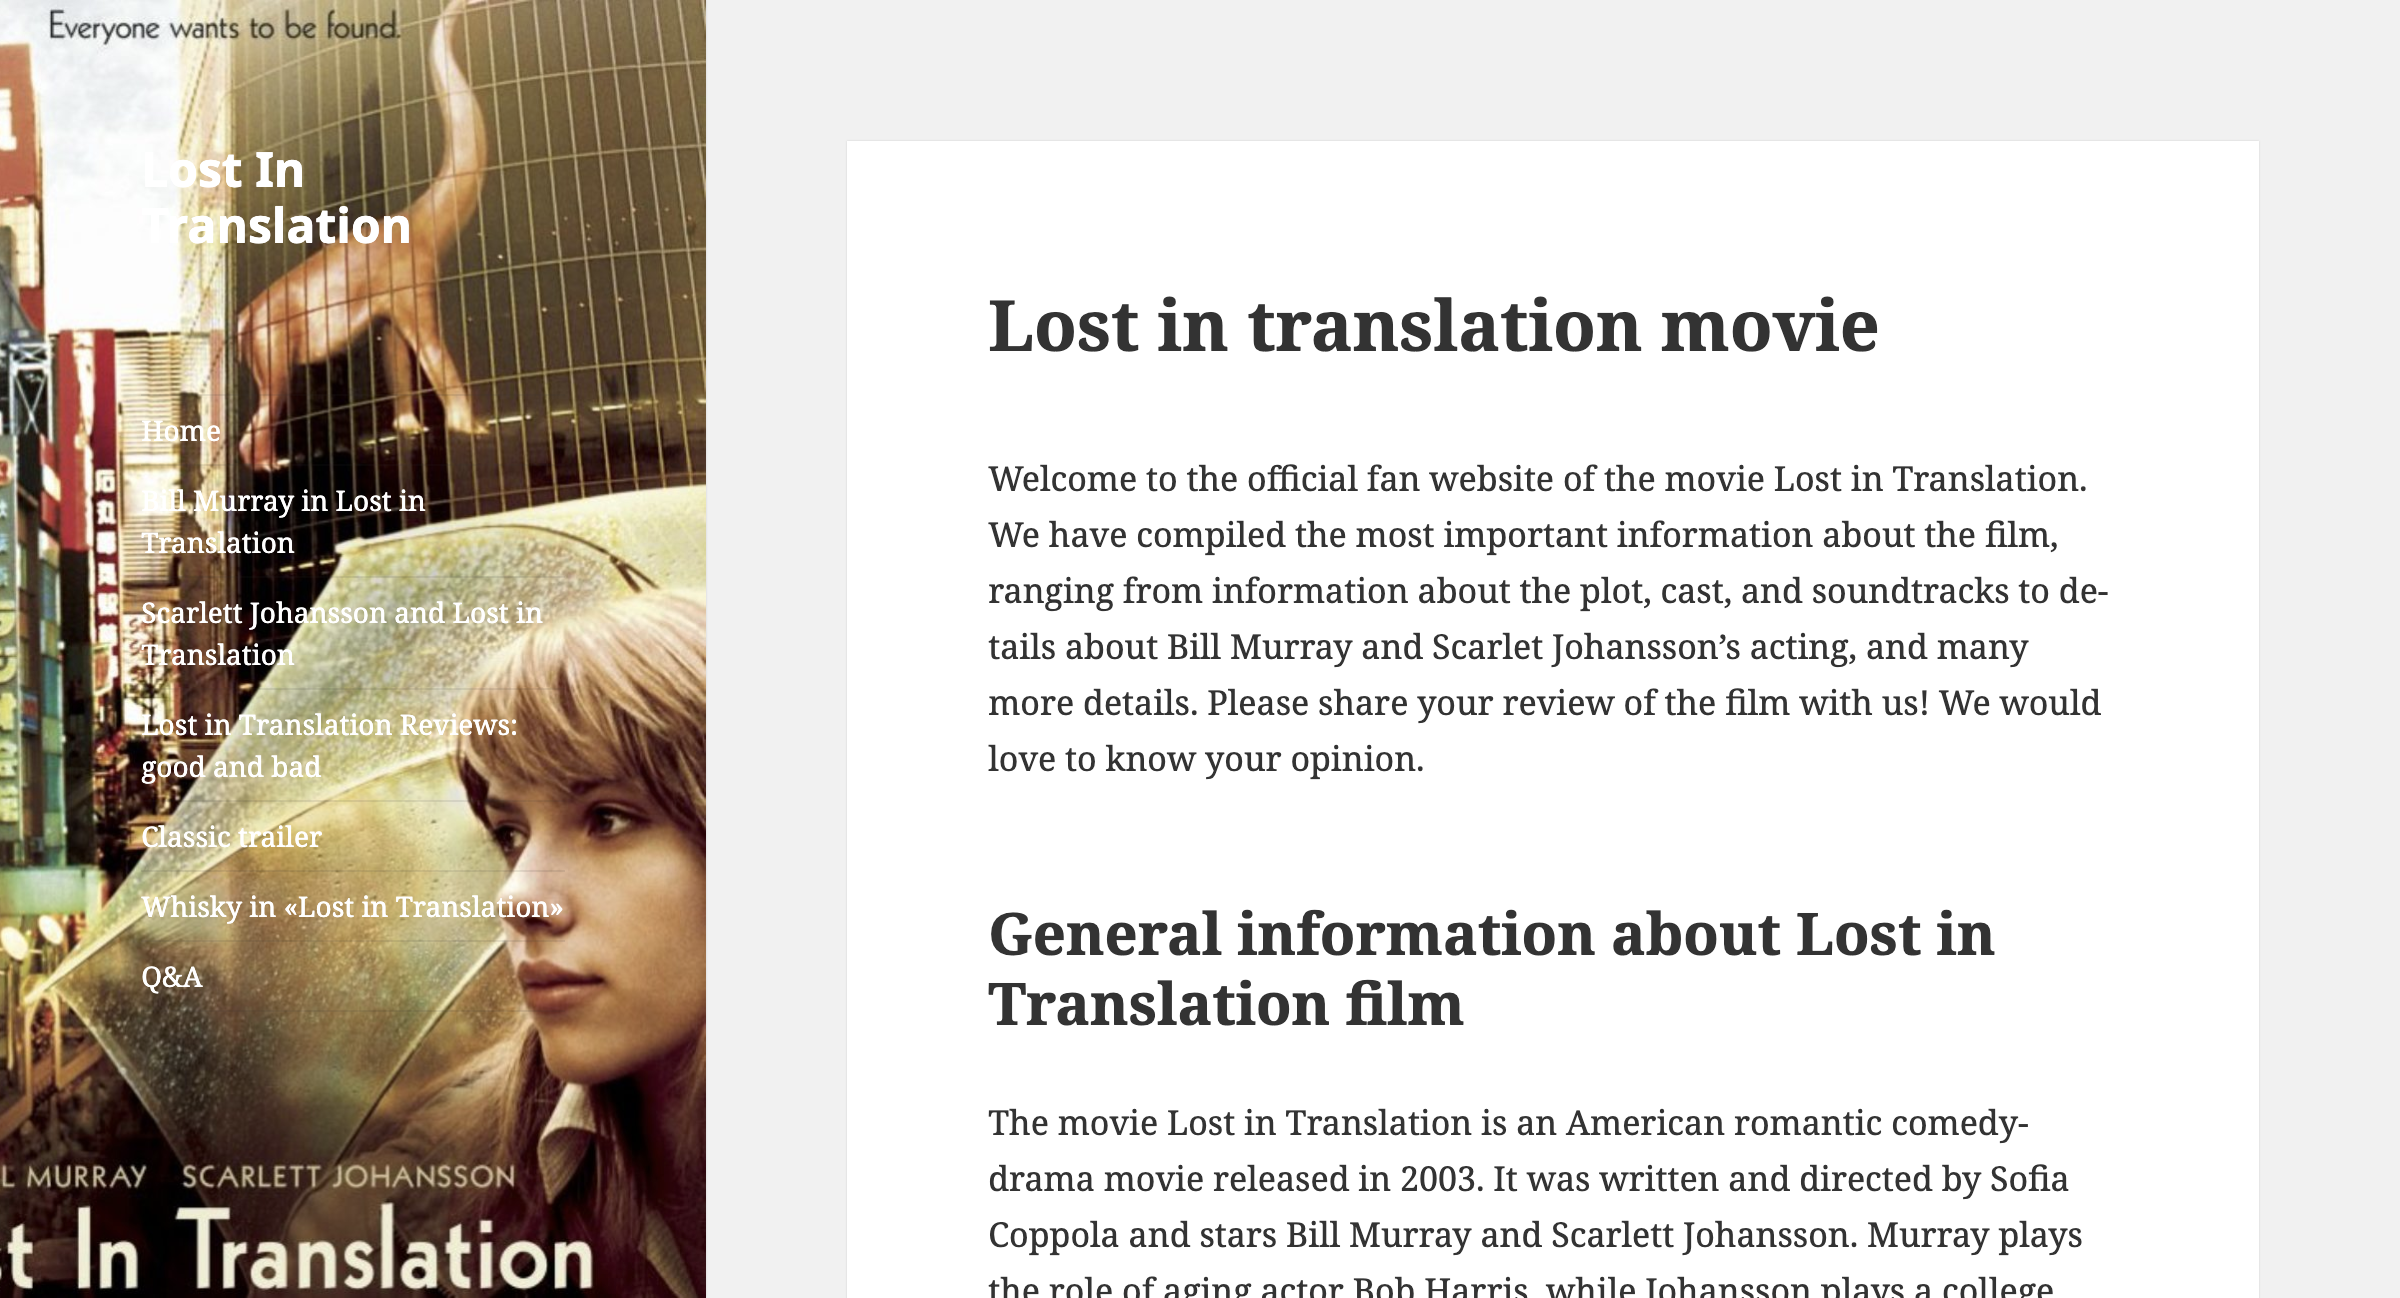 Everyone wants to be found.
Lost In
Translation
Home
Bill Murray in Lost in
Translation
Scarlett Johansson and Lost in
Translation
Lost in Translation Reviews:
good and bad
Classic trailer
Whisky in «Lost in Translation»
Q&A
L MURRAY SCARLETT JOHANSSON
st In Translation
Lost in translation movie
Welcome to the official fan website of the movie Lost in Translation.
We have compiled the most important information about the film,
ranging from information about the plot, cast, and soundtracks to de-
tails about Bill Murray and Scarlet Johansson’s acting, and many
more details. Please share your review of the film with us! We would
love to know your opinion.
General information about Lost in
Translation film
The movie Lost in Translation is an American romantic comedy-
drama movie released in 2003. It was written and directed by Sofia
Coppola and stars Bill Murray and Scarlett Johansson. Murray plays
the role of aging actor Bob Harris, while Johansson plays a college